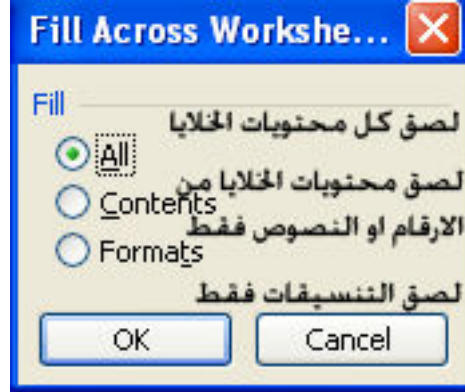 Fill Across Workshe...
Fill
لصق كل محتويات الخلايا
All
لصق محتويات الخلايا من
Contents
الارقام او النصوص فقط
Formats
لصق التنسيقات فقط
OK Cancel